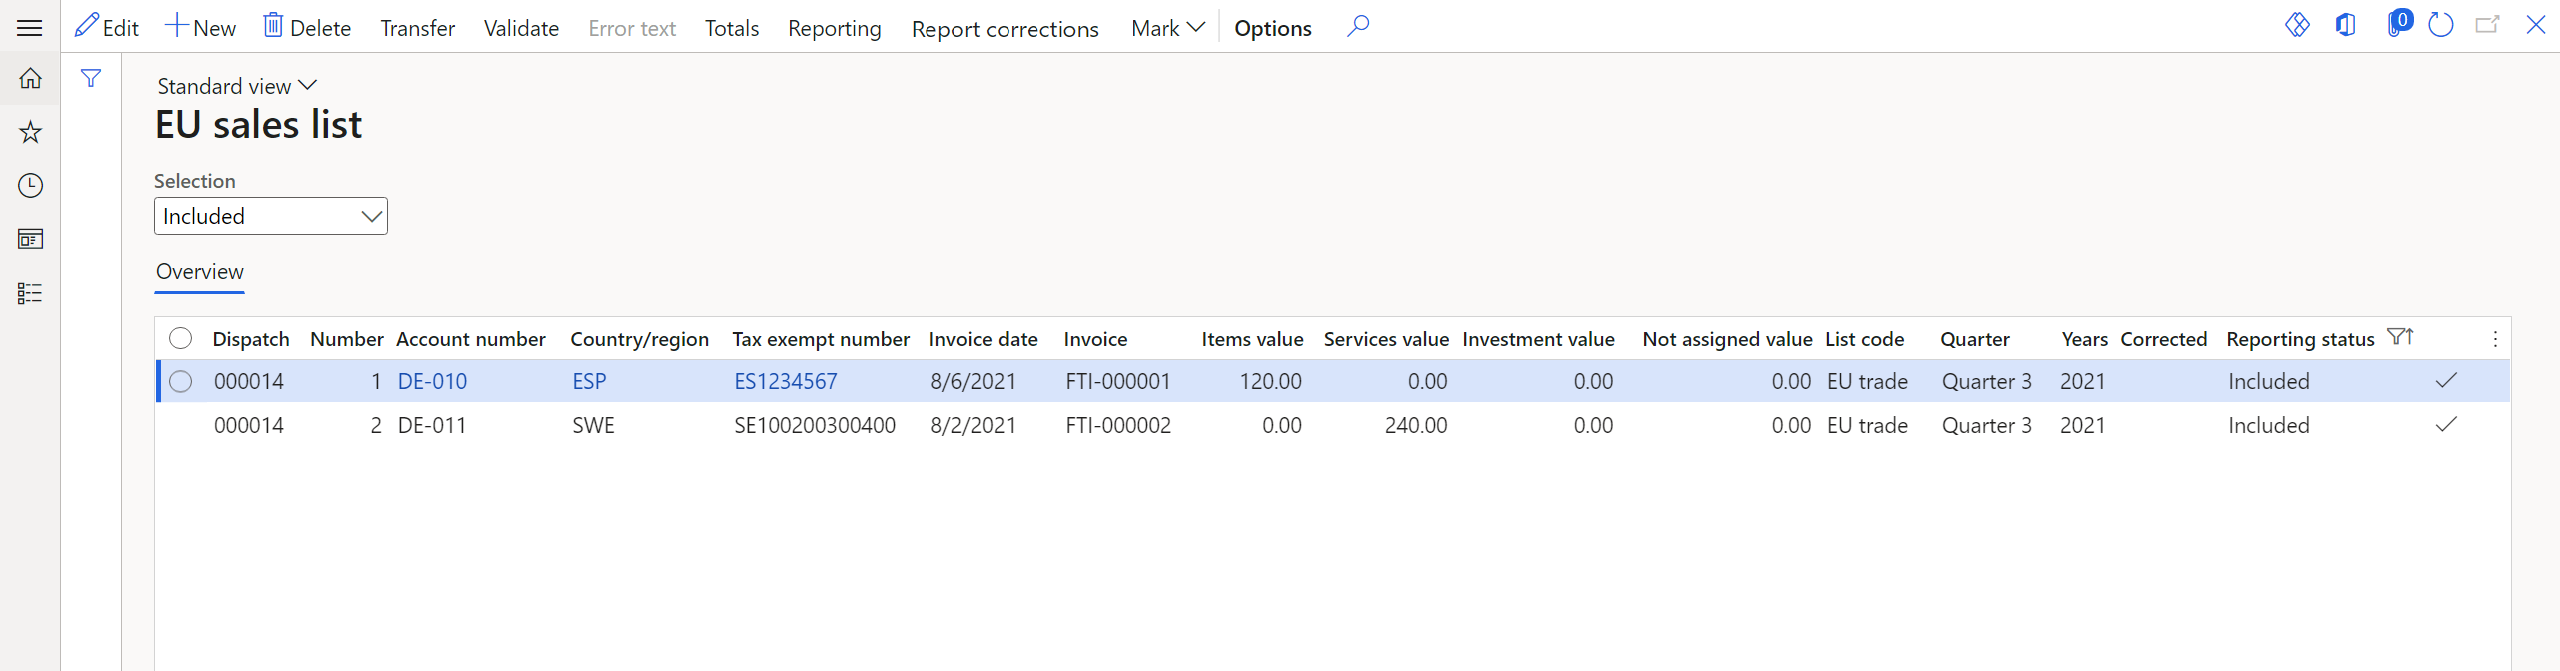 Edit New Delete Transfer Validate Error text Totals Reporting Report corrections Mark Options 0
Standard view
EU sales list
Selection
Included
Overview
Dispatch Number Account number Country/region Tax exempt number Invoice date Invoice Items value Services value Investment value Not assigned value List code Quarter Years Corrected Reporting status
000014 1 DE-010 ESP ES1234567 8/6/2021 FTI-000001 120.00 0.00 0.00 0.00 EU trade Quarter 3 2021 Included
000014 2 DE-011 SWE SE100200300400 8/2/2021 FTI-000002 0.00 240.00 0.00 0.00 EU trade Quarter 3 2021 Included